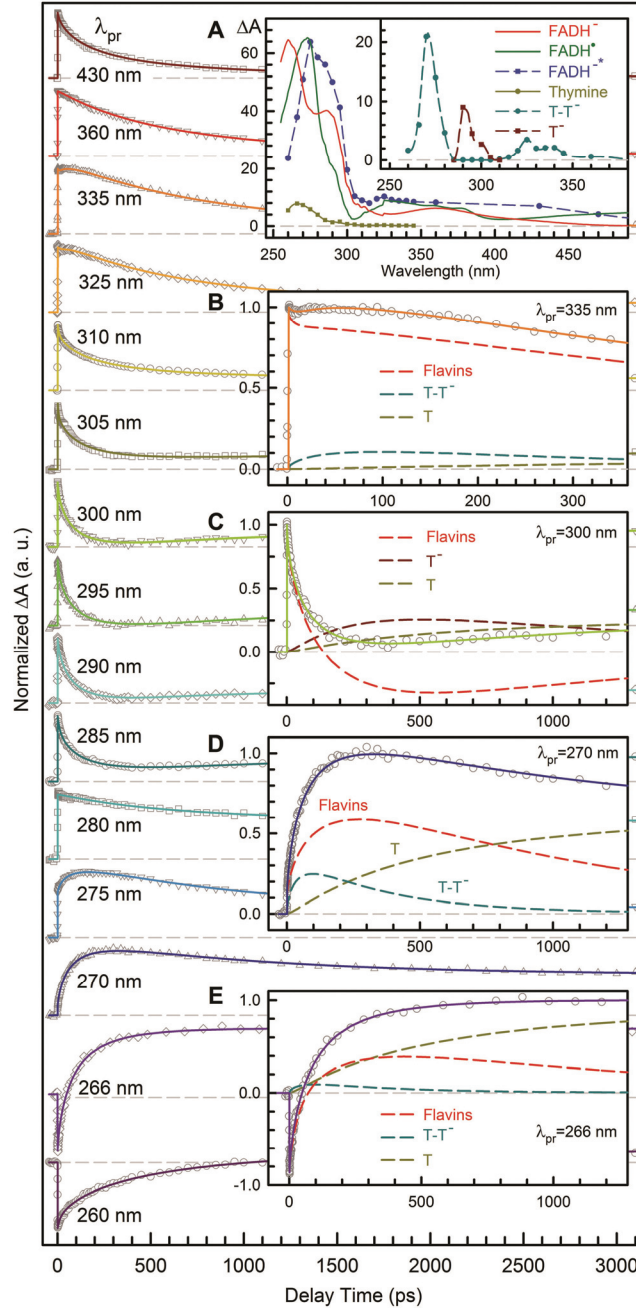 λpr
430 nm
360 nm
335 nm
325 nm
310 nm
305 nm
300 nm
295 nm
290 nm
285 nm
280 nm
275 nm
270 nm
266 nm
260 nm
Normalized ΔA (a. u.)
0 500 1000 1500 2000 2500 3000
Delay Time (ps)
A ΔA
60
40
20
0
250 300 350 400 450
Wavelength (nm)
20
10
0
260 300 340
FADH⁻
FADH•
FADH⁻*
Thymine
T-T⁻
T⁻
B
λpr=335 nm
1.0
0.5
0.0
0 100 200 300
Flavins
T-T⁻
T
C
λpr=300 nm
1.0
0.5
0.0
0 500 1000
Flavins
T⁻
T
D
λpr=270 nm
1.0
0.5
0.0
0 500 1000
Flavins
T
T-T⁻
E
1.0
0.0
-1.0
0 500 1000
Flavins
T-T⁻
T
λpr=266 nm